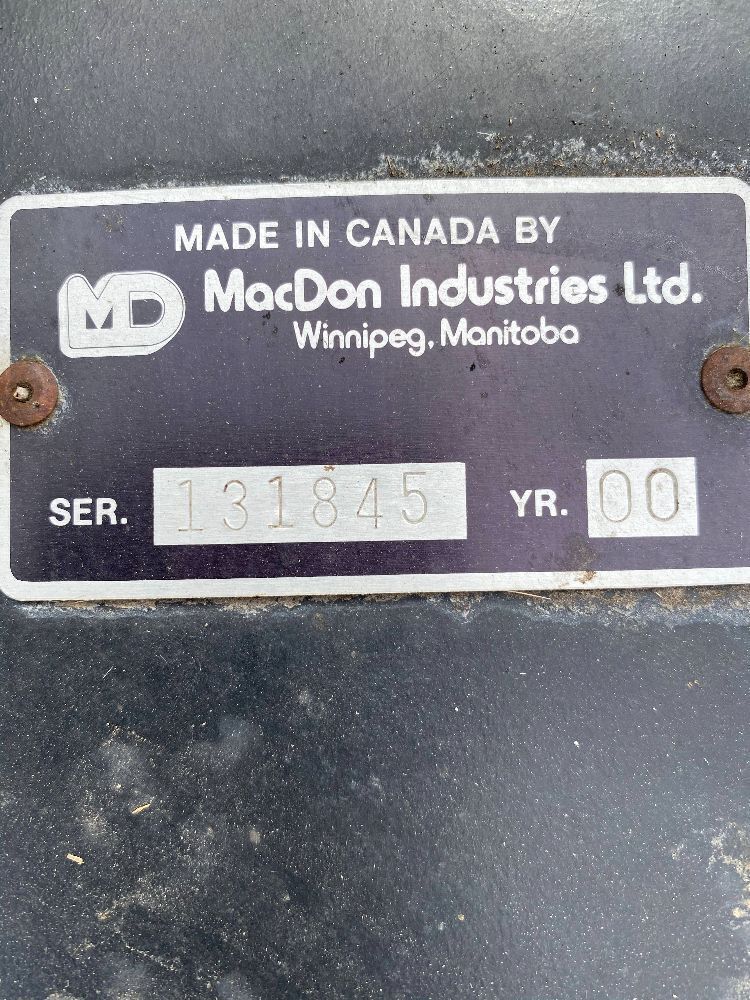 MADE IN CANADA BY
MD MacDon Industries Ltd.
Winnipeg, Manitoba
SER. 131845 YR. 00